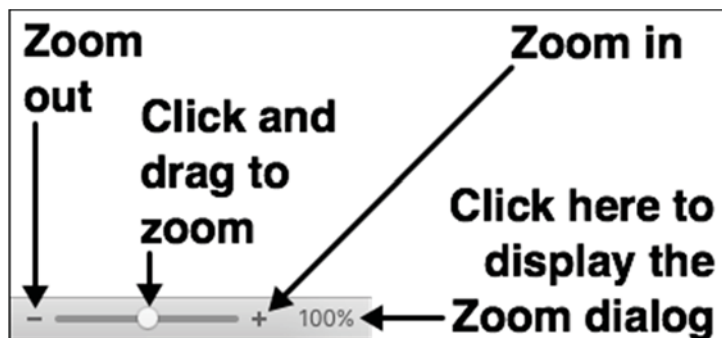 Zoom
out
Click and
drag to
zoom
Zoom in
Click here to
display the
Zoom dialog
− + 100%